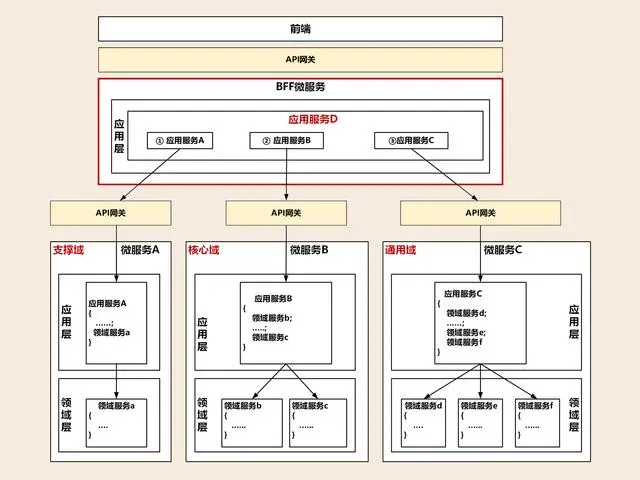 前端
API网关
BFF微服务
应用层
应用服务D
① 应用服务A
② 应用服务B
③应用服务C
API网关
API网关
API网关
支撑域 微服务A
应用层
应用服务A
{
......;
领域服务a
}
领域层
领域服务a
{
....
}
核心域 微服务B
应用层
应用服务B
{
领域服务b;
.....;
领域服务c
}
领域层
领域服务b
{
......
}
领域服务c
{
......
}
通用域 微服务C
应用服务C
{
领域服务d;
......;
领域服务e;
领域服务f
}
应用层
领域服务d
{
....
}
领域服务e
{
......
}
领域服务f
{
......
}
领域层